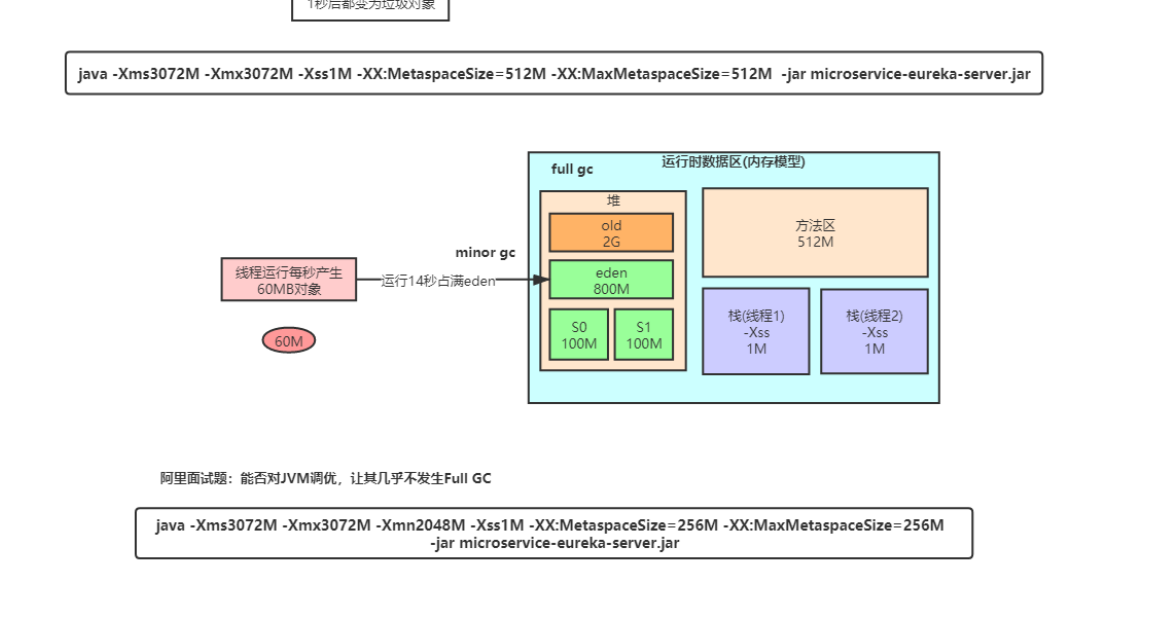 1秒后都变为垃圾对象
java -Xms3072M -Xmx3072M -Xss1M -XX:MetaspaceSize=512M -XX:MaxMetaspaceSize=512M  -jar microservice-eureka-server.jar
运行时数据区(内存模型)
full gc
堆
old
2G
方法区
512M
minor gc
线程运行每秒产生
60MB对象
运行14秒占满eden
eden
800M
S0
100M
S1
100M
栈(线程1)
-Xss
1M
栈(线程2)
-Xss
1M
60M
阿里面试题：能否对JVM调优，让其几乎不发生Full GC
java -Xms3072M -Xmx3072M -Xmn2048M -Xss1M -XX:MetaspaceSize=256M -XX:MaxMetaspaceSize=256M
-jar microservice-eureka-server.jar